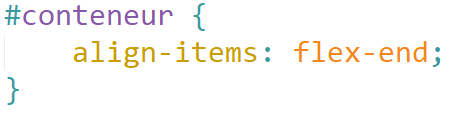 #conteneur {
    align-items: flex-end;
}